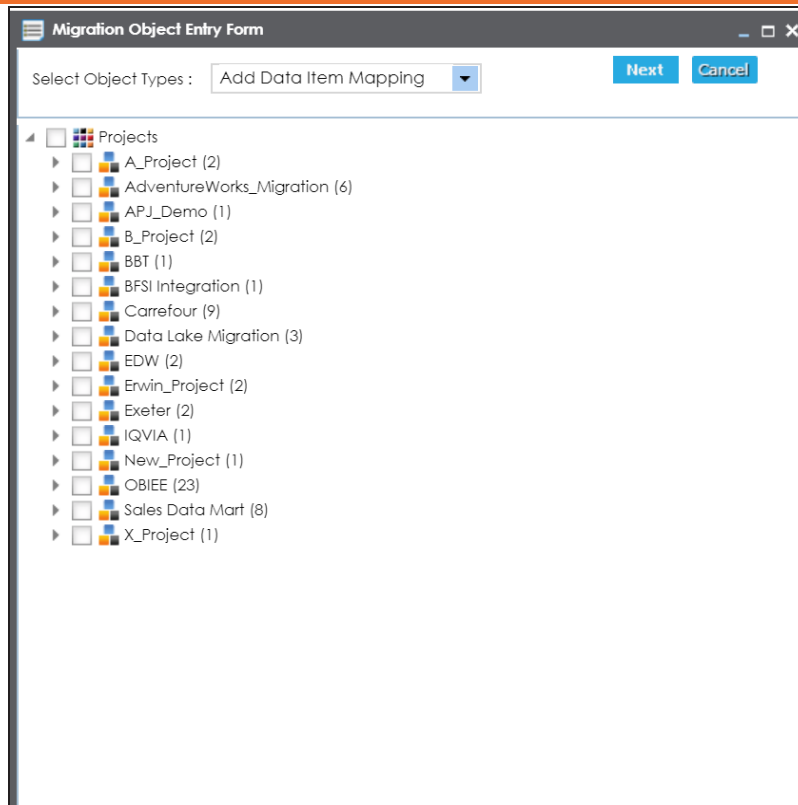 Migration Object Entry Form
Select Object Types : Add Data Item Mapping Next Cancel
Projects
A_Project (2)
AdventureWorks_Migration (6)
APJ_Demo (1)
B_Project (2)
BBT (1)
BFSI Integration (1)
Carrefour (9)
Data Lake Migration (3)
EDW (2)
Erwin_Project (2)
Exeter (2)
IQVIA (1)
New_Project (1)
OBIEE (23)
Sales Data Mart (8)
X_Project (1)